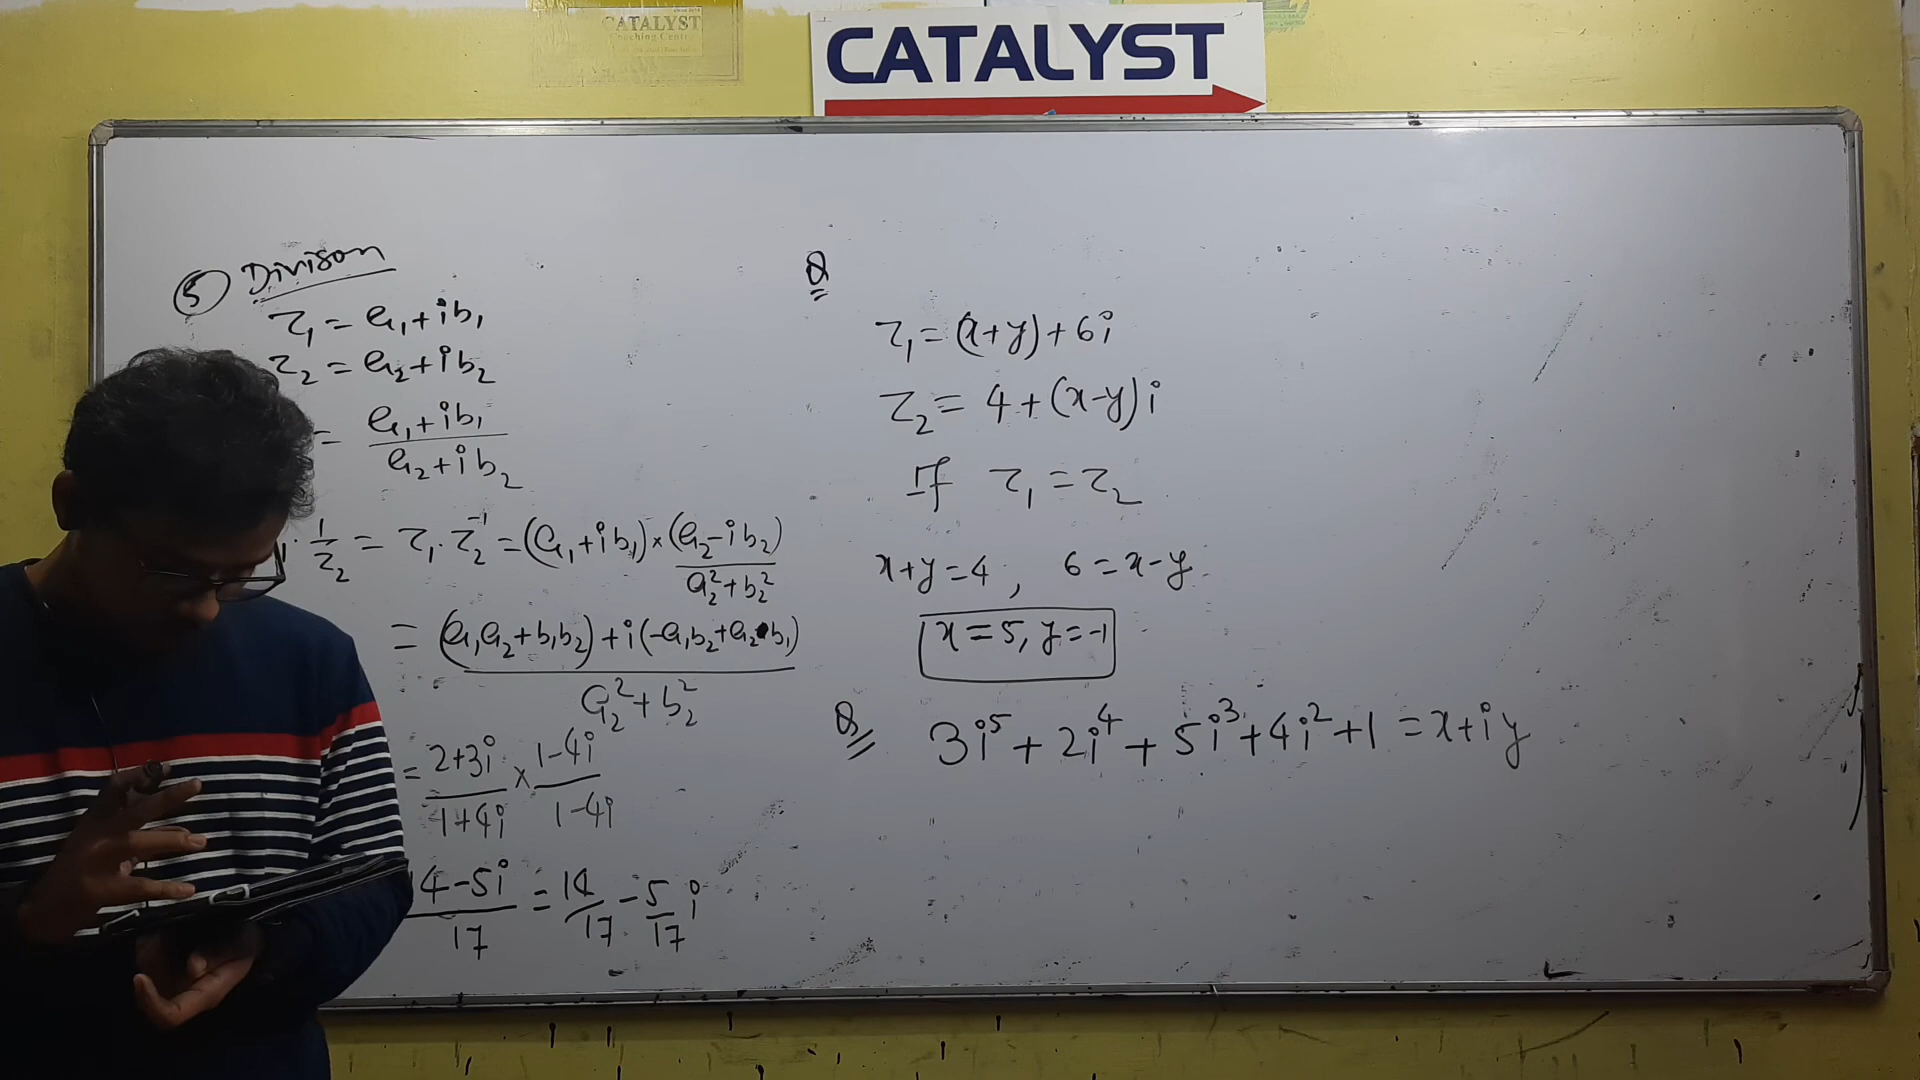 CATALYST
CATALYST
Coaching Centre
⑤ Divison
z₁ = a₁+ib₁
z₂ = a₂+ib₂
= (a₁+ib₁)/(a₂+ib₂)
· 1/z₂ = z₁·z₂⁻¹ = (a₁+ib₁)×(a₂-ib₂)/(a₂²+b₂²)
= ((a₁a₂+b₁b₂)+i(-a₁b₂+a₂b₁))/(a₂²+b₂²)
= (2+3i)/(1+4i) × (1-4i)/(1-4i)
4-5i/17 = 14/17 - 5/17 i
Q
z₁ = (x+y)+6i
z₂ = 4+(x-y)i
If z₁ = z₂
x+y=4, 6=x-y
x=5, y=-1
Q 3i⁵+2i⁴+5i³+4i²+1 = x+iy